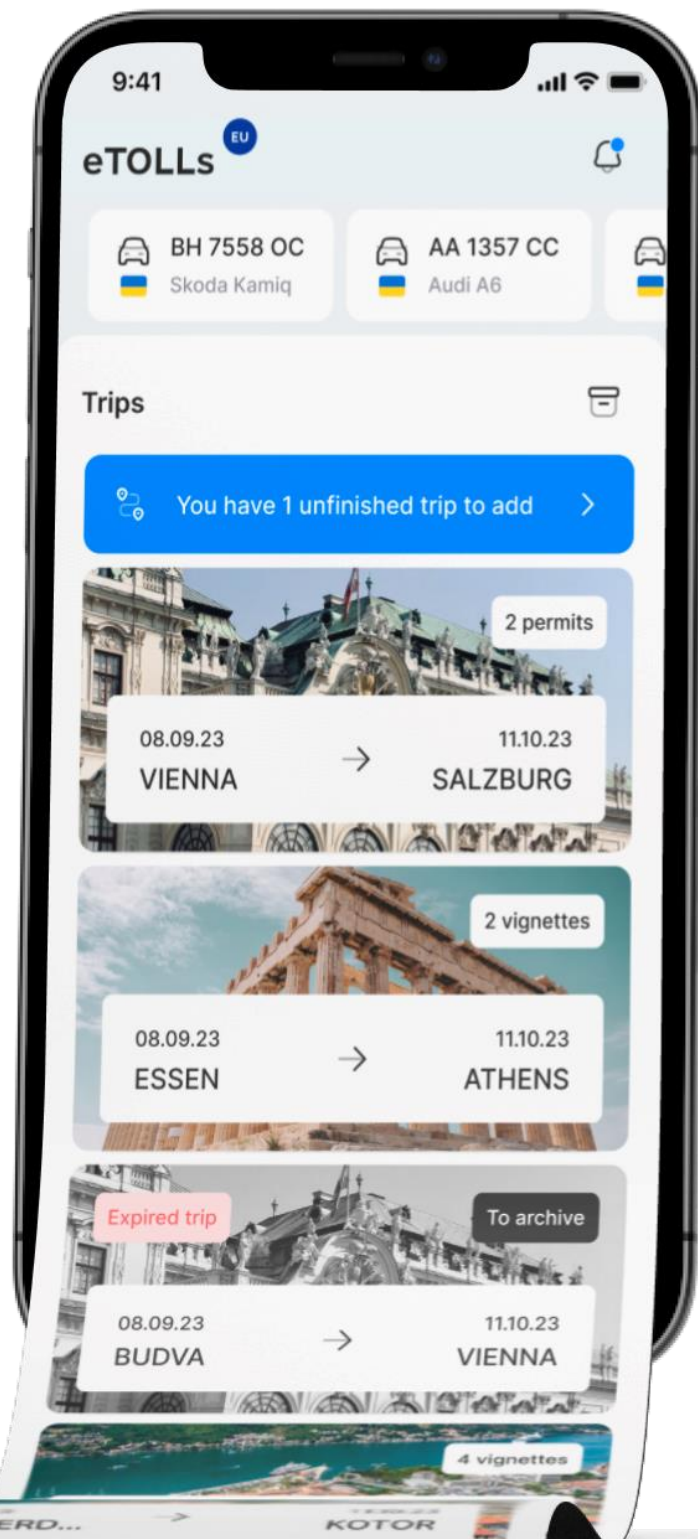 9:41
eTOLLs EU
BH 7558 OC
Skoda Kamiq
AA 1357 CC
Audi A6
Trips
You have 1 unfinished trip to add
2 permits
08.09.23
VIENNA
11.10.23
SALZBURG
2 vignettes
08.09.23
ESSEN
11.10.23
ATHENS
Expired trip
To archive
08.09.23
BUDVA
11.10.23
VIENNA
4 vignettes
ERD...
KOTOR